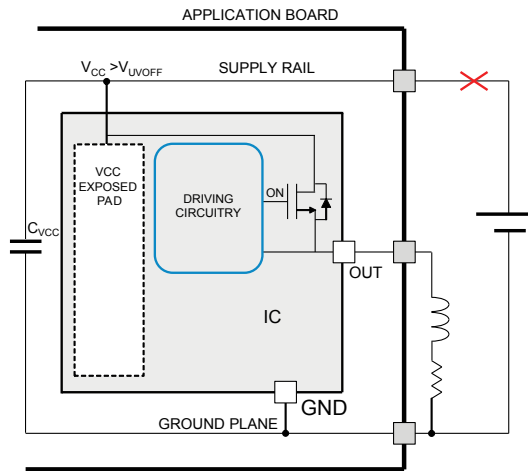 APPLICATION BOARD
VCC >VUVOFF
SUPPLY RAIL
VCC
EXPOSED
PAD
DRIVING
CIRCUITRY
ON
CVCC
OUT
IC
GND
GROUND PLANE